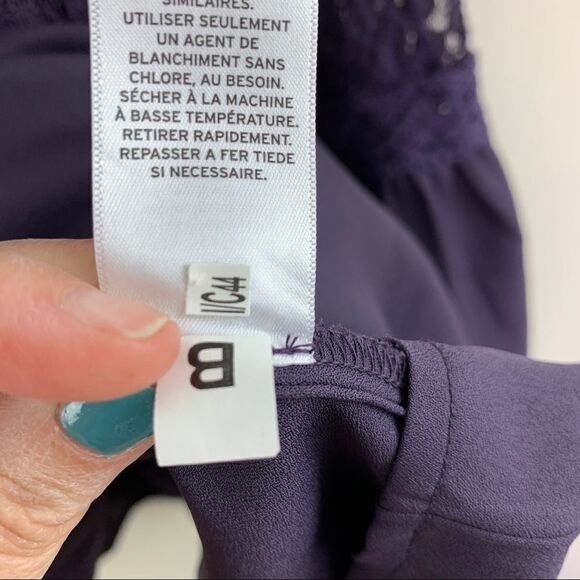 SIMILAIRES.
UTILISER SEULEMENT
UN AGENT DE
BLANCHIMENT SANS
CHLORE, AU BESOIN.
SÉCHER À LA MACHINE
À BASSE TEMPÉRATURE.
RETIRER RAPIDEMENT.
REPASSER A FER TIEDE
SI NECESSAIRE.
I/C44
B